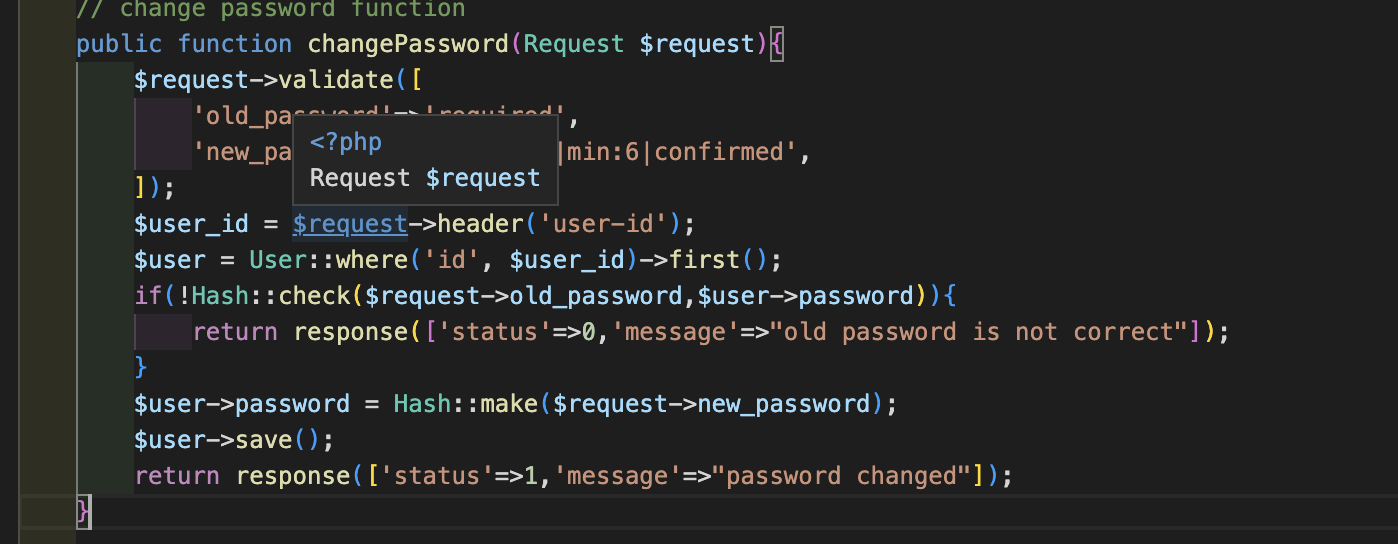 // change password function
public function changePassword(Request $request){
$request->validate([
'old_password'=>'required',
'new_pa
|min:6|confirmed',
<?php
Request $request
]);
$user_id = $request->header('user-id');
$user = User::where('id', $user_id)->first();
if(!Hash::check($request->old_password,$user->password)){
return response(['status'=>0,'message'=>"old password is not correct"]);
}
$user->password = Hash::make($request->new_password);
$user->save();
return response(['status'=>1,'message'=>"password changed"]);
}